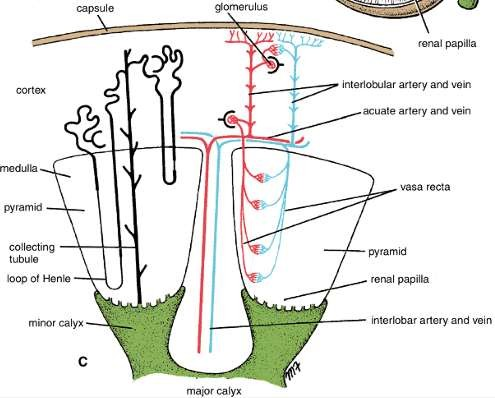 capsule
glomerulus
renal papilla
cortex
interlobular artery and vein
acuate artery and vein
medulla
vasa recta
pyramid
collecting
tubule
pyramid
loop of Henle
renal papilla
minor calyx
interlobar artery and vein
C
major calyx